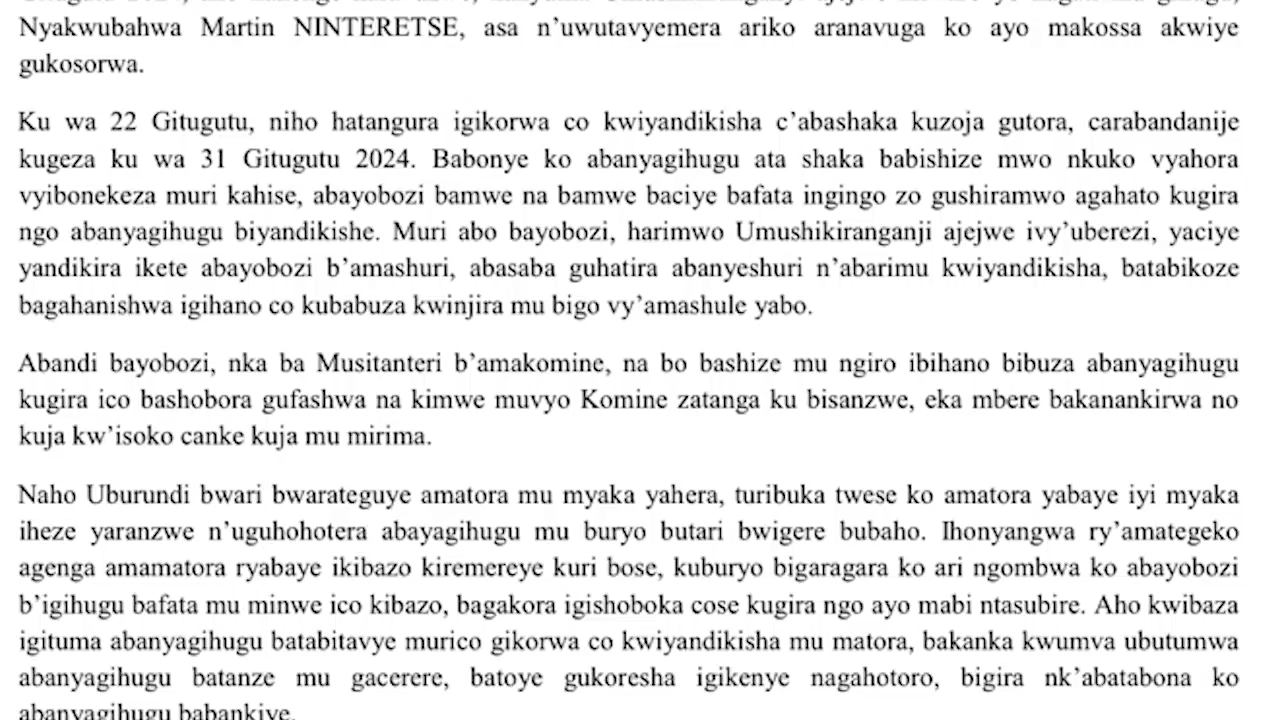 Nyakwubahwa Martin NINTERETSE, asa n’uwutavyemera ariko aranavuga ko ayo makossa akwiye
gukosorwa.
Ku wa 22 Gitugutu, niho hatangura igikorwa co kwiyandikisha c’abashaka kuzoja gutora, carabandanije
kugeza ku wa 31 Gitugutu 2024. Babonye ko abanyagihugu ata shaka babishize mwo nkuko vyahora
vyibonekeza muri kahise, abayobozi bamwe na bamwe baciye bafata ingingo zo gushiramwo agahato kugira
ngo abanyagihugu biyandikishe. Muri abo bayobozi, harimwo Umushikiranganji ajejwe ivy’uberezi, yaciye
yandikira ikete abayobozi b’amashuri, abasaba guhatira abanyeshuri n’abarimu kwiyandikisha, batabikoze
bagahanishwa igihano co kubabuza kwinjira mu bigo vy’amashule yabo.
Abandi bayobozi, nka ba Musitanteri b’amakomine, na bo bashize mu ngiro ibihano bibuza abanyagihugu
kugira ico bashobora gufashwa na kimwe muvyo Komine zatanga ku bisanzwe, eka mbere bakanankirwa no
kuja kw’isoko canke kuja mu mirima.
Naho Uburundi bwari bwarateguye amatora mu myaka yahera, turibuka twese ko amatora yabaye iyi myaka
iheze yaranzwe n’uguhohotera abayagihugu mu buryo butari bwigere bubaho. Ihonyangwa ry’amategeko
agenga amamatora ryabaye ikibazo kiremereye kuri bose, kuburyo bigaragara ko ari ngombwa ko abayobozi
b’igihugu bafata mu minwe ico kibazo, bagakora igishoboka cose kugira ngo ayo mabi ntasubire. Aho kwibaza
igituma abanyagihugu batabitavye murico gikorwa co kwiyandikisha mu matora, bakanka kwumva ubutumwa
abanyagihugu batanze mu gacerere, batoye gukoresha igikenye nagahotoro, bigira nk’abatabona ko
abanyagihugu babankiye.